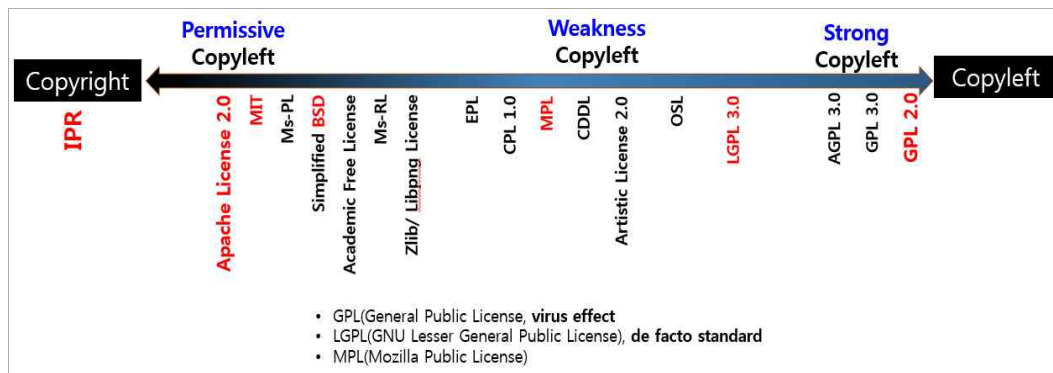 Permissive
Copyleft
Weakness
Copyleft
Strong
Copyleft
Copyright
Copyleft
IPR
Apache License 2.0
MIT
Ms-PL
Simplified BSD
Academic Free License
Ms-RL
Zlib/ Libpng License
EPL
CPL 1.0
MPL
CDDL
Artistic License 2.0
OSL
LGPL 3.0
AGPL 3.0
GPL 3.0
GPL 2.0
• GPL(General Public License, virus effect
• LGPL(GNU Lesser General Public License), de facto standard
• MPL(Mozilla Public License)